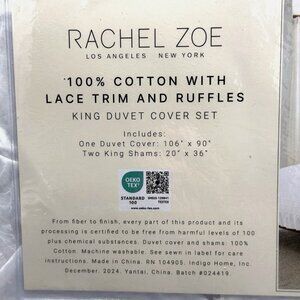 RACHEL ZOE
LOS ANGELES NEW YORK
100% COTTON WITH
LACE TRIM AND RUFFLES
KING DUVET COVER SET
Includes:
One Duvet Cover: 106" x 90"
Two King Shams: 20" x 36"
OEKO
TEX®
STANDARD
100
www.oeko-tex.com
From fiber to finish, every part of this product and its
processing is certified to be free from harmful levels of 100
plus chemical substances. Duvet cover and shams: 100%
Cotton. Machine washable. See sewn in label for care
instructions. Made in China. RN 104905. Indigo Home, Inc.
December, 2024. Yantai, China. Batch #024419